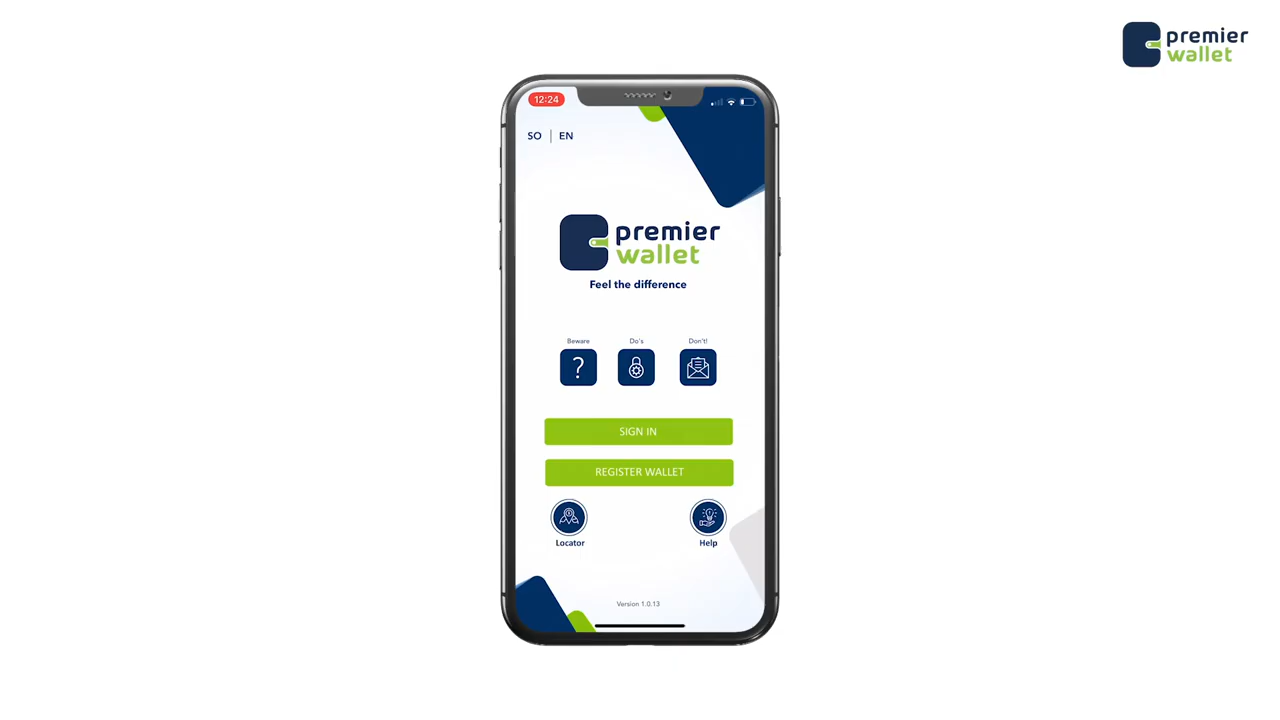 premier
wallet
12:24
SO | EN
premier
wallet
Feel the difference
Beware
Do's
Don't!
?
SIGN IN
REGISTER WALLET
Locator
Help
Version 1.0.13